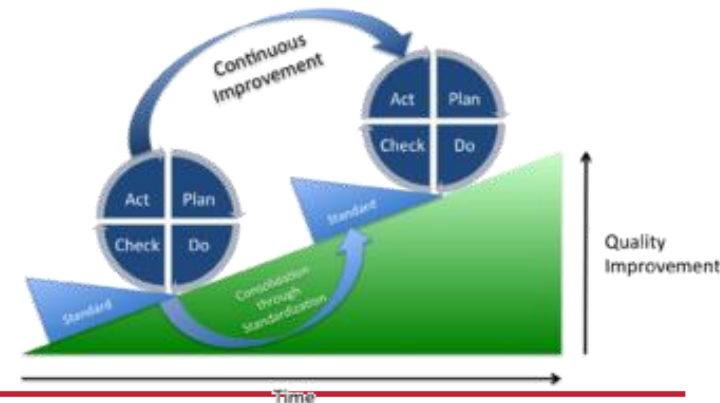 Continuous
Improvement
Act
Plan
Check
Do
Act
Plan
Check
Do
Standard
Standard
Consolidation
through
Standardization
Quality
Improvement
Time